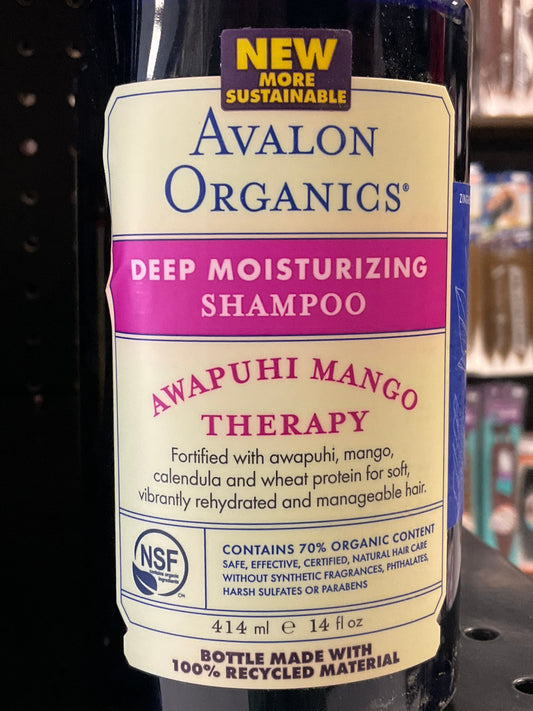 NEW
MORE
SUSTAINABLE
AVALON
ORGANICS®
DEEP MOISTURIZING
SHAMPOO
AWAPUHI MANGO
THERAPY
Fortified with awapuhi, mango,
calendula and wheat protein for soft,
vibrantly rehydrated and manageable hair.
NSF
CONTAINS 70% ORGANIC CONTENT
SAFE, EFFECTIVE, CERTIFIED, NATURAL HAIR CARE
WITHOUT SYNTHETIC FRAGRANCES, PHTHALATES,
HARSH SULFATES OR PARABENS
414 ml e 14 fl oz
BOTTLE MADE WITH
100% RECYCLED MATERIAL